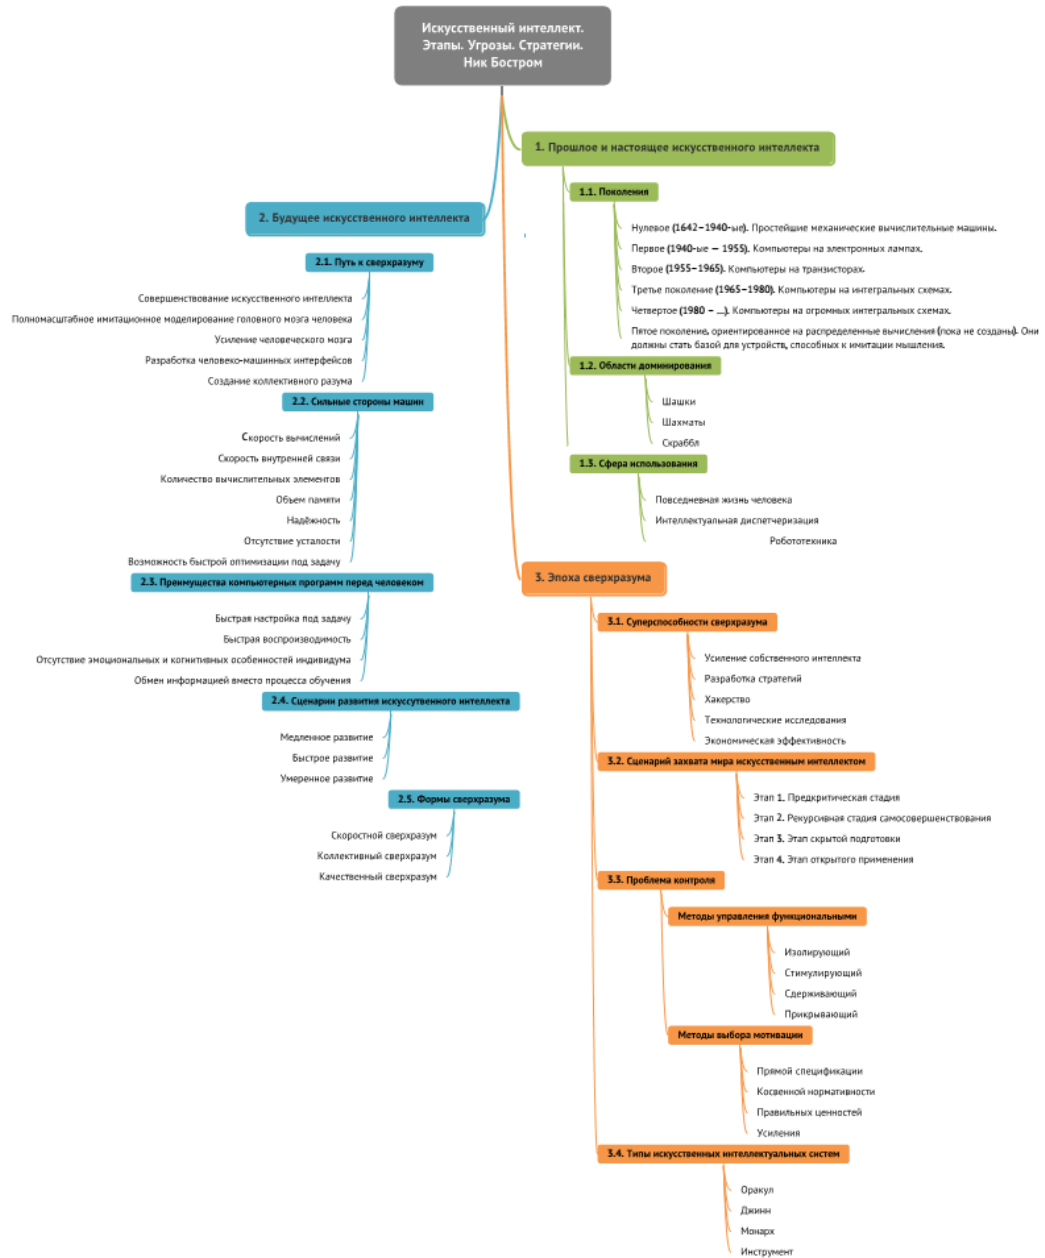 Искусственный интеллект.
Этапы. Угрозы. Стратегии.
Ник Бостром
1. Прошлое и настоящее искусственного интеллекта
1.1. Поколения
Нулевое (1642–1940-ые). Простейшие механические вычислительные машины.
Первое (1940-ые — 1955). Компьютеры на электронных лампах.
Второе (1955–1965). Компьютеры на транзисторах.
Третье поколение (1965–1980). Компьютеры на интегральных схемах.
Четвертое (1980 – ...). Компьютеры на огромных интегральных схемах.
Пятое поколение, ориентированное на распределенные вычисления (пока не созданы). Они
должны стать базой для устройств, способных к имитации мышления.
1.2. Области доминирования
Шашки
Шахматы
Скраббл
1.3. Сфера использования
Повседневная жизнь человека
Интеллектуальная диспетчеризация
Робототехника
2. Будущее искусственного интеллекта
2.1. Путь к сверхразуму
Совершенствование искусственного интеллекта
Полномасштабное имитационное моделирование головного мозга человека
Усиление человеческого мозга
Разработка человеко-машинных интерфейсов
Создание коллективного разума
2.2. Сильные стороны машин
Скорость вычислений
Скорость внутренней связи
Количество вычислительных элементов
Объем памяти
Надёжность
Отсутствие усталости
Возможность быстрой оптимизации под задачу
2.3. Преимущества компьютерных программ перед человеком
Быстрая настройка под задачу
Быстрая воспроизводимость
Отсутствие эмоциональных и когнитивных особенностей индивидума
Обмен информацией вместо процесса обучения
2.4. Сценарии развития искуссутвенного интеллекта
Медленное развитие
Быстрое развитие
Умеренное развитие
2.5. Формы сверхразума
Скоростной сверхразум
Коллективный сверхразум
Качественный сверхразум
3. Эпоха сверхразума
3.1. Суперспособности сверхразума
Усиление собственного интеллекта
Разработка стратегий
Хакерство
Технологические исследования
Экономическая эффективность
3.2. Сценарий захвата мира искусственным интеллектом
Этап 1. Предкритическая стадия
Этап 2. Рекурсивная стадия самосовершенствования
Этап 3. Этап скрытой подготовки
Этап 4. Этап открытого применения
3.3. Проблема контроля
Методы управления функциональными
Изолирующий
Стимулирующий
Сдерживающий
Прикрывающий
Методы выбора мотивации
Прямой спецификации
Косвенной нормативности
Правильных ценностей
Усиления
3.4. Типы искусственных интеллектуальных систем
Оракул
Джинн
Монарх
Инструмент